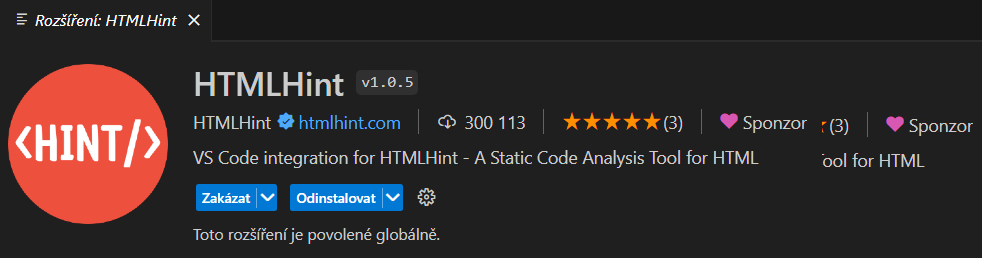 Rozšíření: HTMLHint
<HINT/>
HTMLHint v1.0.5
HTMLHint htmlhint.com 300 113 (3) Sponzor (3) Sponzor
VS Code integration for HTMLHint - A Static Code Analysis Tool for HTML ool for HTML
Zakázat Odinstalovat
Toto rozšíření je povolené globálně.